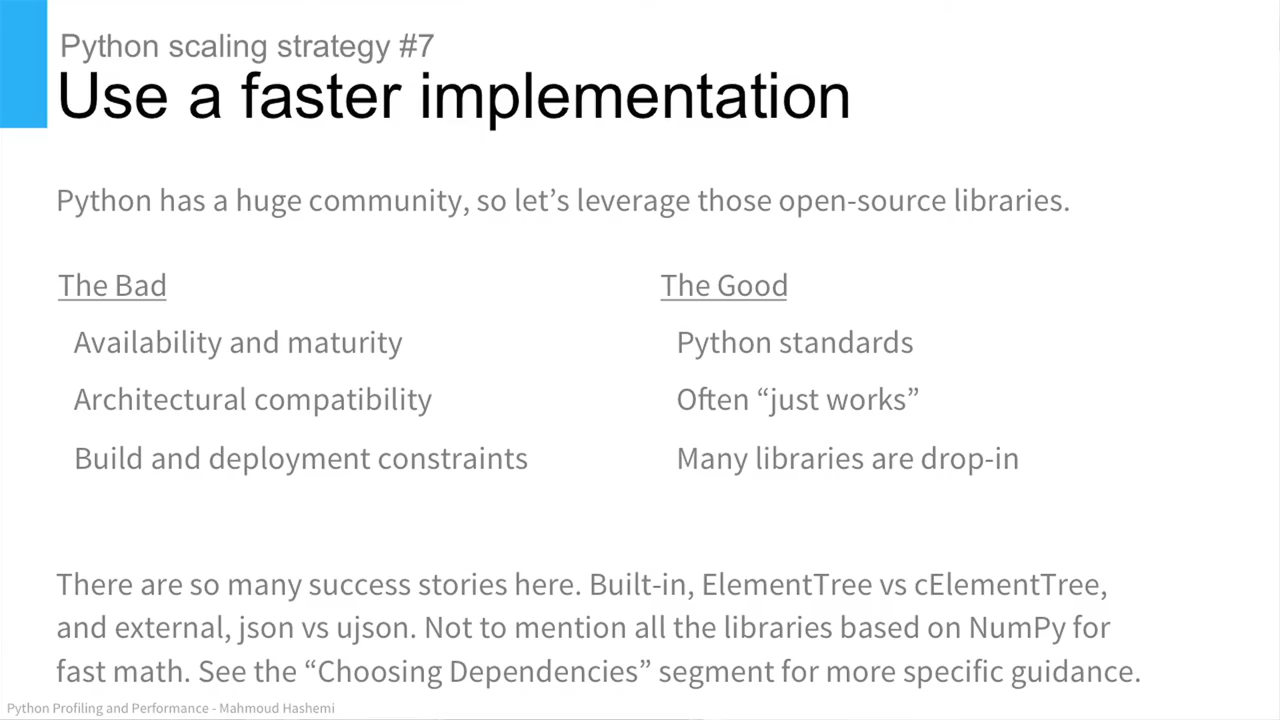 Python scaling strategy #7
Use a faster implementation
Python has a huge community, so let’s leverage those open-source libraries.
The Bad
Availability and maturity
Architectural compatibility
Build and deployment constraints
The Good
Python standards
Often “just works”
Many libraries are drop-in
There are so many success stories here. Built-in, ElementTree vs cElementTree,
and external, json vs ujson. Not to mention all the libraries based on NumPy for
fast math. See the “Choosing Dependencies” segment for more specific guidance.
Python Profiling and Performance - Mahmoud Hashemi